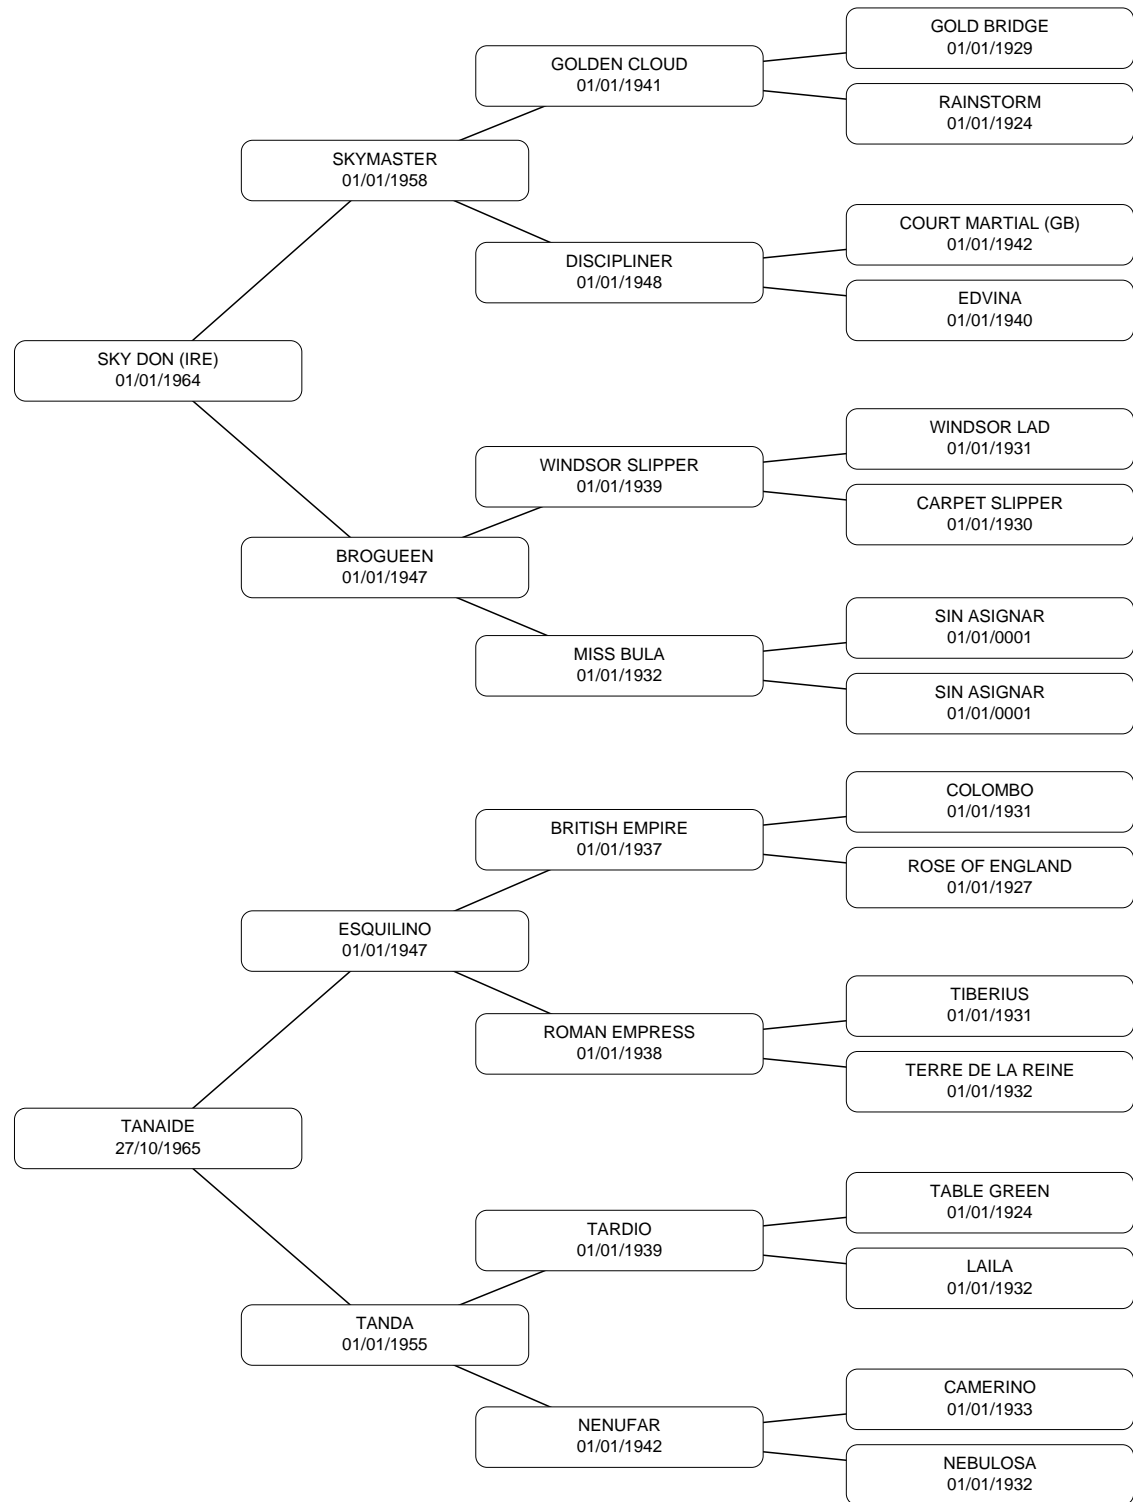 GOLD BRIDGE
01/01/1929
GOLDEN CLOUD
01/01/1941
RAINSTORM
01/01/1924
SKYMASTER
01/01/1958
COURT MARTIAL (GB)
01/01/1942
DISCIPLINER
01/01/1948
EDVINA
01/01/1940
SKY DON (IRE)
01/01/1964
WINDSOR LAD
01/01/1931
WINDSOR SLIPPER
01/01/1939
CARPET SLIPPER
01/01/1930
BROGUEEN
01/01/1947
SIN ASIGNAR
01/01/0001
MISS BULA
01/01/1932
SIN ASIGNAR
01/01/0001
COLOMBO
01/01/1931
BRITISH EMPIRE
01/01/1937
ROSE OF ENGLAND
01/01/1927
ESQUILINO
01/01/1947
TIBERIUS
01/01/1931
ROMAN EMPRESS
01/01/1938
TERRE DE LA REINE
01/01/1932
TANAIDE
27/10/1965
TABLE GREEN
01/01/1924
TARDIO
01/01/1939
LAILA
01/01/1932
TANDA
01/01/1955
CAMERINO
01/01/1933
NENUFAR
01/01/1942
NEBULOSA
01/01/1932